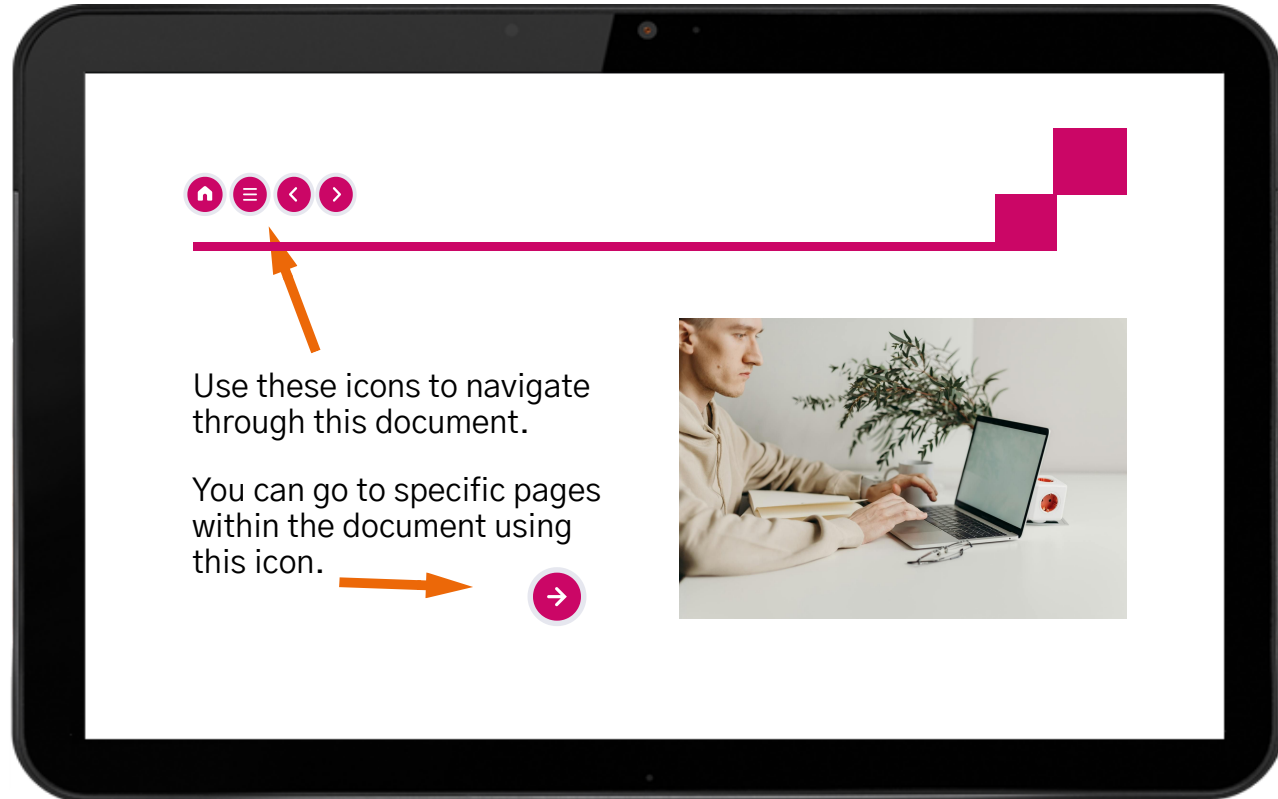 Use these icons to navigate
through this document.
You can go to specific pages
within the document using
this icon.